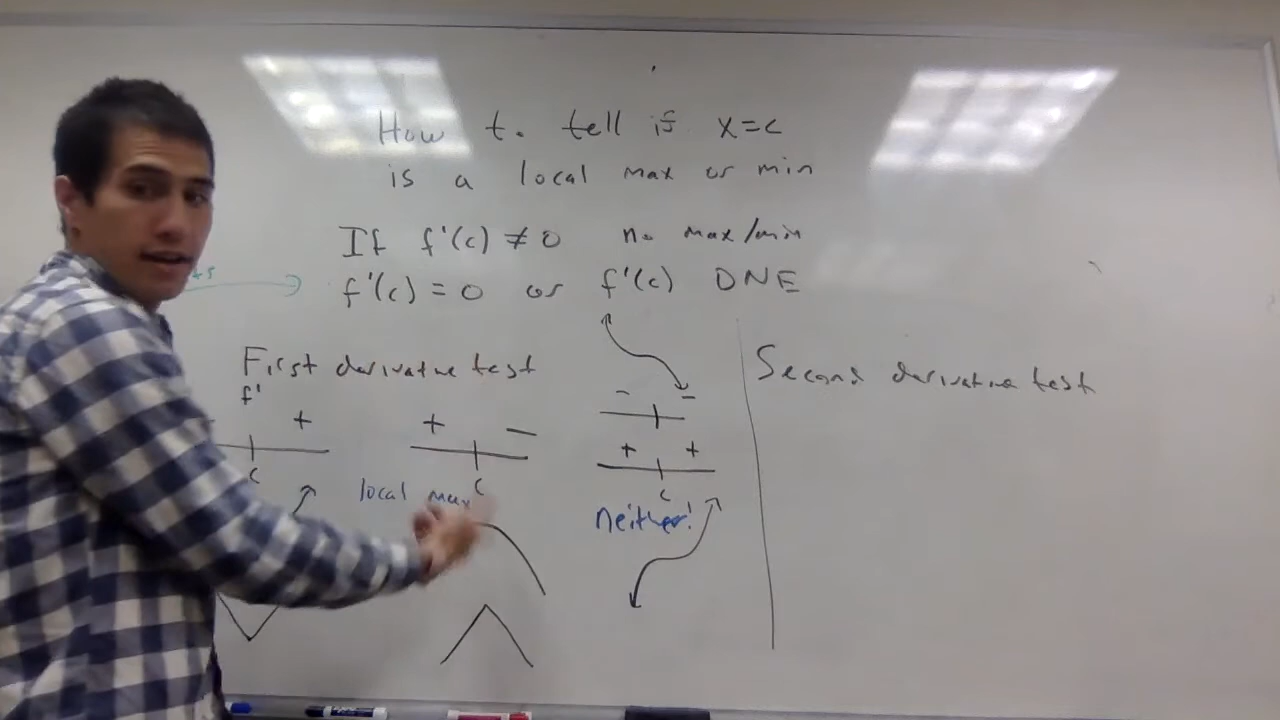 How to tell if x=c
is a local max or min
If f'(c) ≠ 0 no max/min
f'(c) = 0 or f'(c) DNE
First derivative test
f'
+
c
+ −
c
local max
− −
+ +
c
neither!
Second derivative test